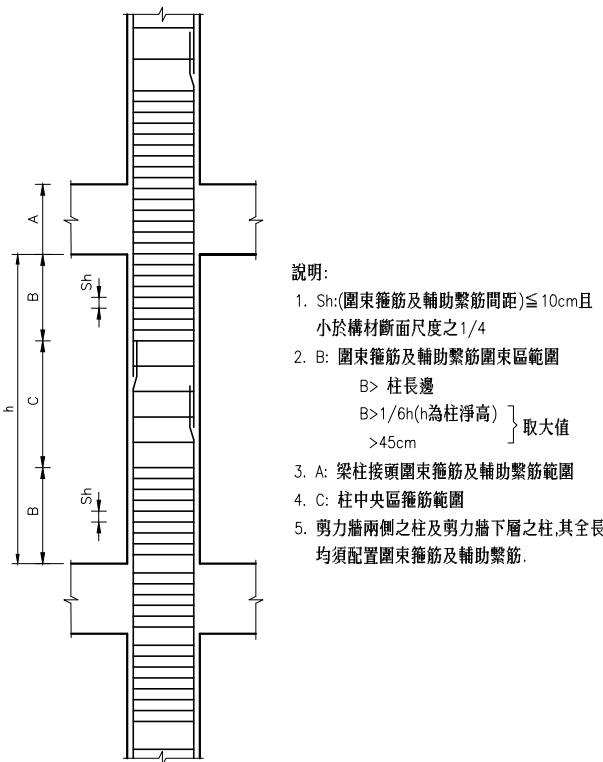 A
B
Sh
C
h
B
Sh
說明:
1. Sh:(圍束箍筋及輔助繫筋間距)≦10cm且
小於構材斷面尺度之1/4
2. B: 圍束箍筋及輔助繫筋圍束區範圍
B> 柱長邊
B>1/6h(h為柱淨高)
取大值
>45cm
3. A: 梁柱接頭圍束箍筋及輔助繫筋範圍
4. C: 柱中央區箍筋範圍
5. 剪力牆兩側之柱及剪力牆下層之柱,其全長
均須配置圍束箍筋及輔助繫筋.